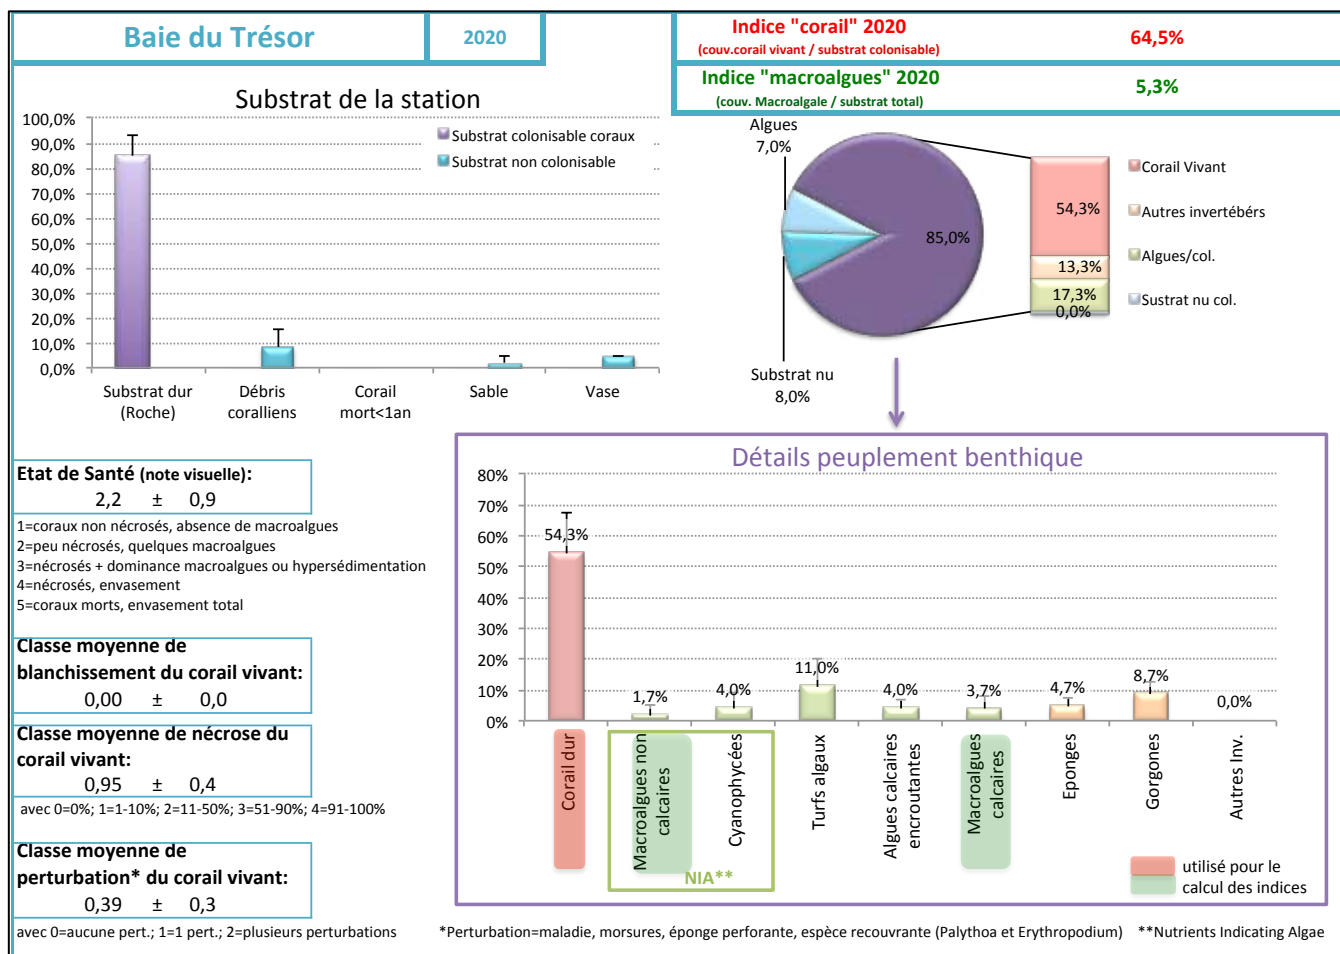 Baie du Trésor
2020
Indice "corail" 2020
(couv.corail vivant / substrat colonisable)
64,5%
Indice "macroalgues" 2020
(couv. Macroalgale / substrat total)
5,3%
Substrat de la station
100,0%
90,0%
80,0%
70,0%
60,0%
50,0%
40,0%
30,0%
20,0%
10,0%
0,0%
Substrat colonisable coraux
Substrat non colonisable
Substrat dur
(Roche)
Débris
coralliens
Corail
mort<1an
Sable
Vase
Algues
7,0%
85,0%
Substrat nu
8,0%
54,3%
13,3%
17,3%
0,0%
Corail Vivant
Autres invertébérs
Algues/col.
Sustrat nu col.
Etat de Santé (note visuelle):
2,2 ± 0,9
1=coraux non nécrosés, absence de macroalgues
2=peu nécrosés, quelques macroalgues
3=nécrosés + dominance macroalgues ou hypersédimentation
4=nécrosés, envasement
5=coraux morts, envasement total
Classe moyenne de
blanchissement du corail vivant:
0,00 ± 0,0
Classe moyenne de nécrose du
corail vivant:
0,95 ± 0,4
avec 0=0%; 1=1-10%; 2=11-50%; 3=51-90%; 4=91-100%
Classe moyenne de
perturbation* du corail vivant:
0,39 ± 0,3
avec 0=aucune pert.; 1=1 pert.; 2=plusieurs perturbations
Détails peuplement benthique
80%
70%
60%
50%
40%
30%
20%
10%
0%
54,3%
1,7%
4,0%
11,0%
4,0%
3,7%
4,7%
8,7%
0,0%
Corail dur
Macroalgues non
calcaires
Cyanophycées
Turfs algaux
Algues calcaires
encroutantes
Macroalgues
calcaires
Eponges
Gorgones
Autres Inv.
NIA**
utilisé pour le
calcul des indices
*Perturbation=maladie, morsures, éponge perforante, espèce recouvrante (Palythoa et Erythropodium) **Nutrients Indicating Algae